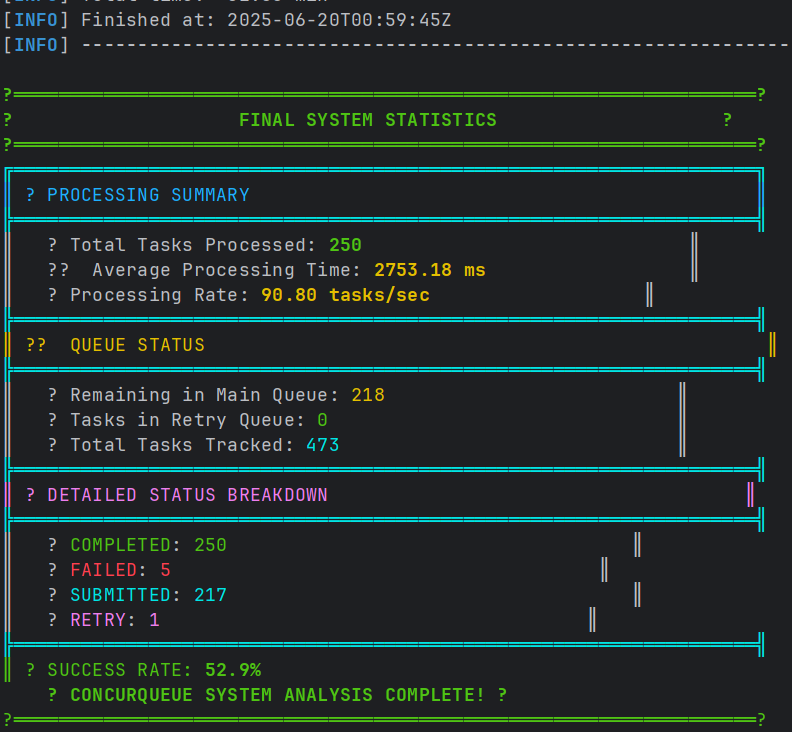 [INFO] Finished at: 2025-06-20T00:59:45Z
[INFO] ---------------------------------------------------------------
?══════════════════════════════════════════════════════════════════?
? FINAL SYSTEM STATISTICS ?
?══════════════════════════════════════════════════════════════════?
? PROCESSING SUMMARY
? Total Tasks Processed: 250
?? Average Processing Time: 2753.18 ms
? Processing Rate: 90.80 tasks/sec
?? QUEUE STATUS
? Remaining in Main Queue: 218
? Tasks in Retry Queue: 0
? Total Tasks Tracked: 473
? DETAILED STATUS BREAKDOWN
? COMPLETED: 250
? FAILED: 5
? SUBMITTED: 217
? RETRY: 1
? SUCCESS RATE: 52.9%
? CONCURQUEUE SYSTEM ANALYSIS COMPLETE! ?
?══════════════════════════════════════════════════════════════════?